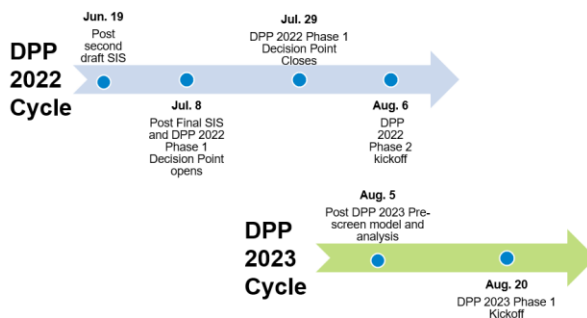 DPP
2022
Cycle
Jun. 19
Post
second
draft SIS
Jul. 8
Post Final SIS
and DPP 2022
Phase 1
Decision Point
opens
Jul. 29
DPP 2022 Phase 1
Decision Point
Closes
Aug. 6
DPP
2022
Phase 2
kickoff
DPP
2023
Cycle
Aug. 5
Post DPP 2023 Pre-
screen model and
analysis
Aug. 20
DPP 2023 Phase 1
Kickoff